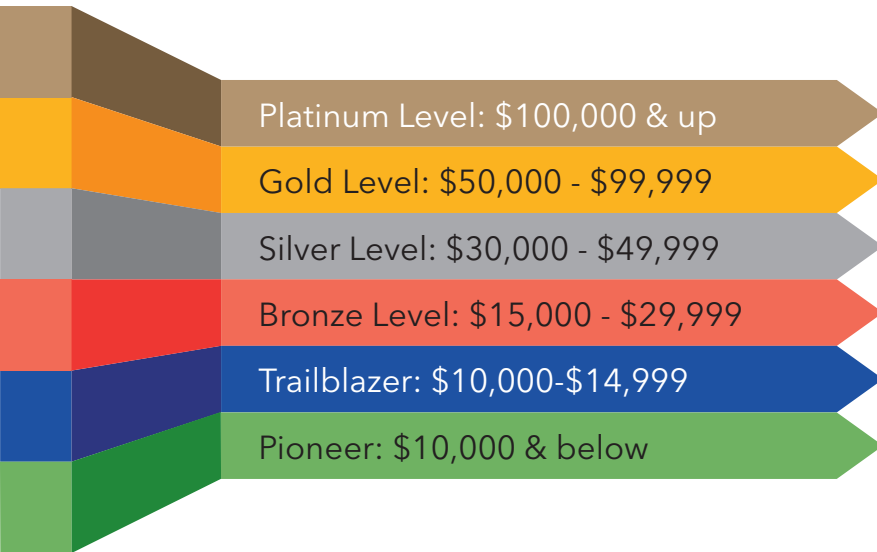 Platinum Level: $100,000 & up
Gold Level: $50,000 - $99,999
Silver Level: $30,000 - $49,999
Bronze Level: $15,000 - $29,999
Trailblazer: $10,000-$14,999
Pioneer: $10,000 & below